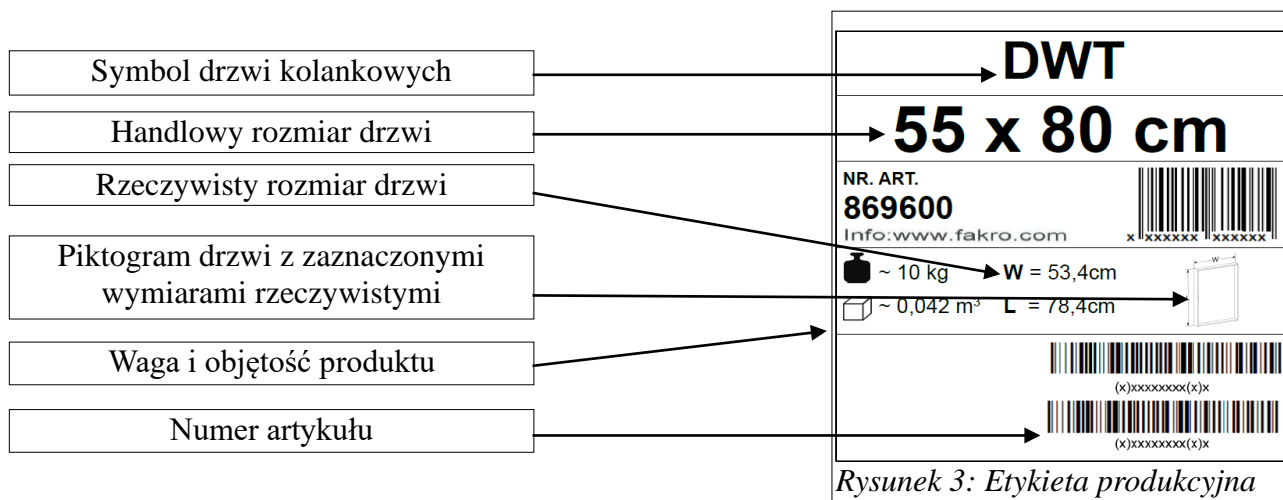 Symbol drzwi kolankowych
Handlowy rozmiar drzwi
Rzeczywisty rozmiar drzwi
Piktogram drzwi z zaznaczonymi
wymiarami rzeczywistymi
Waga i objętość produktu
Numer artykułu
DWT
55 x 80 cm
NR. ART.
869600
Info:www.fakro.com
x xxxxxx xxxxxx
~ 10 kg W = 53,4cm
~ 0,042 m³ L = 78,4cm
W
(x)xxxxxxxx(x)x
(x)xxxxxxxx(x)x
Rysunek 3: Etykieta produkcyjna